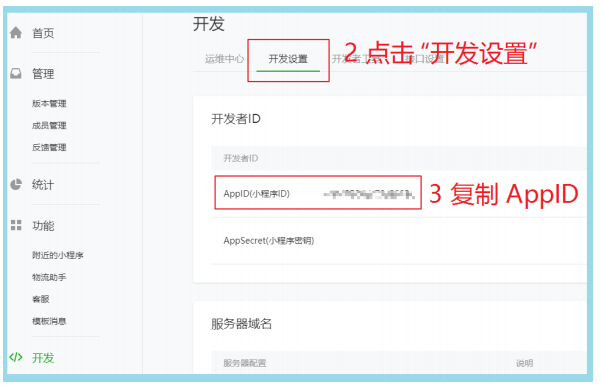 首页
管理
版本管理
成员管理
反馈管理
统计
功能
附近的小程序
物流助手
客服
模板消息
开发
开发
运维中心 开发设置 开发者工具 接口设置
2 点击 “开发设置”
开发者ID
开发者ID
AppID(小程序ID)
3 复制 AppID
AppSecret(小程序密钥)
服务器域名
服务器配置 说明